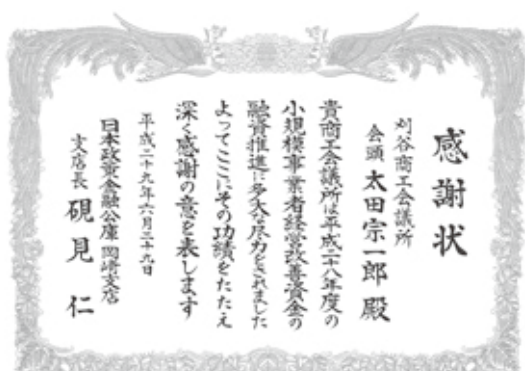 感謝状
刈谷商工会議所
会頭 太田宗一郎 殿
貴商工会議所は平成二八年度の
小規模事業者経営改善資金の
融資推進に多大な尽力をされました
よってここにその功績をたたえ
深く感謝の意を表します
平成二十九年六月二十九日
日本政策金融公庫 岡崎支店
支店長 硯見 仁